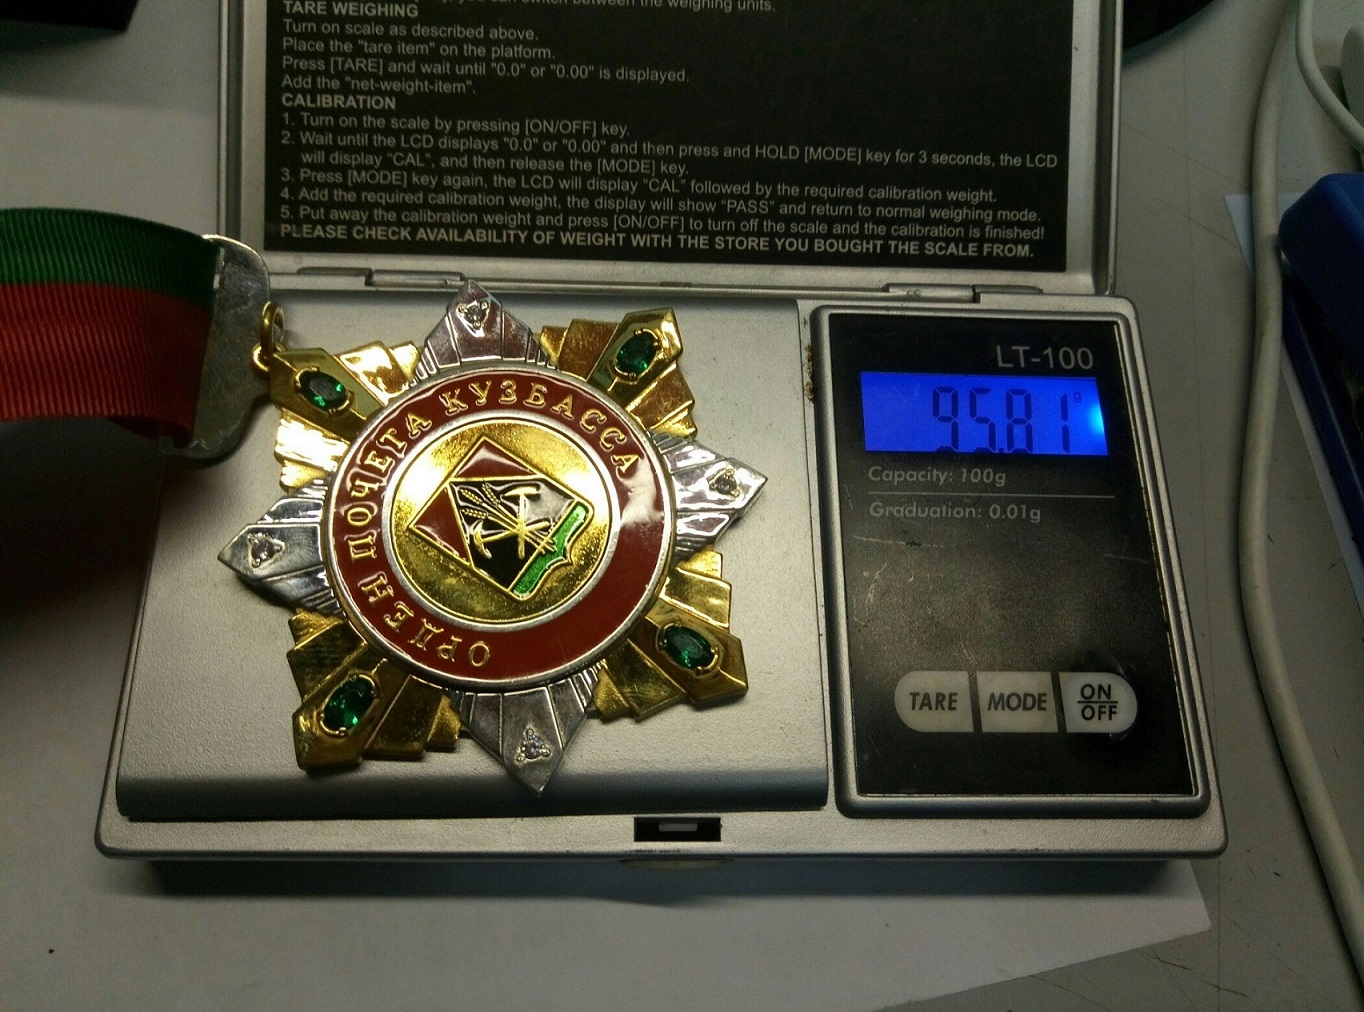 you can switch between the weighing units.
TARE WEIGHING
Turn on scale as described above.
Place the "tare item" on the platform.
Press [TARE] and wait until "0.0" or "0.00" is displayed.
Add the "net-weight-item".
CALIBRATION
1. Turn on the scale by pressing [ON/OFF] key.
2. Wait until the LCD displays "0.0" or "0.00" and then press and HOLD [MODE] key for 3 seconds, the LCD
will display "CAL", and then release the [MODE] key.
3. Press [MODE] key again, the LCD will display "CAL" followed by the required calibration weight.
4. Add the required calibration weight, the display will show "PASS" and return to normal weighing mode.
5. Put away the calibration weight and press [ON/OFF] to turn off the scale and the calibration is finished!
PLEASE CHECK AVAILABILITY OF WEIGHT WITH THE STORE YOU BOUGHT THE SCALE FROM.
ОРДЕН ПОЧЕТА КУЗБАССА
LT-100
95.81 g
Capacity: 100g
Graduation: 0.01g
TARE
MODE
ON
OFF